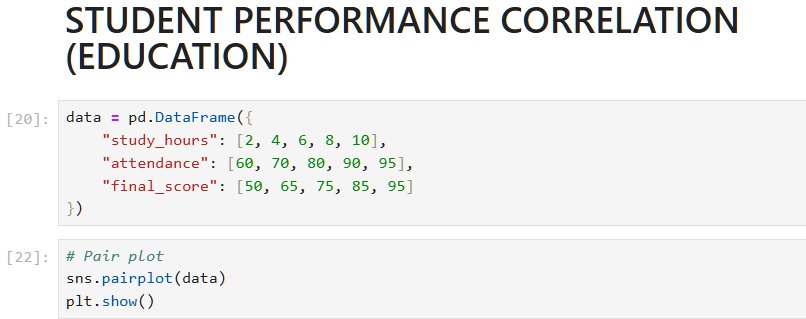 STUDENT PERFORMANCE CORRELATION
(EDUCATION)
[20]: data = pd.DataFrame({
    "study_hours": [2, 4, 6, 8, 10],
    "attendance": [60, 70, 80, 90, 95],
    "final_score": [50, 65, 75, 85, 95]
})
[22]: # Pair plot
sns.pairplot(data)
plt.show()